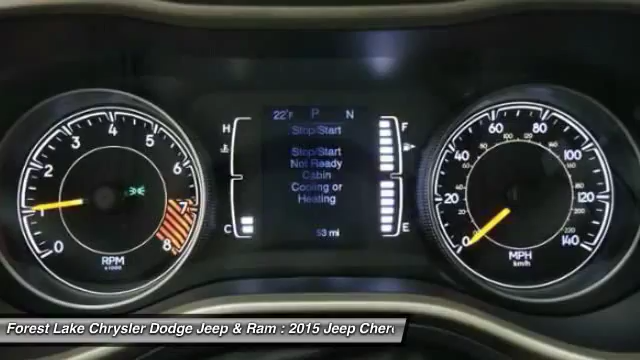 22°F P N
Stop/Start
Stop/Start
Not Ready
Cabin
Cooling or
Heating
53 mi
H
C
F
E
0 1 2 3 4 5 6 7 8
RPM
x1000
0 20 40 60 80 100 120 140
MPH
km/h
Forest Lake Chrysler Dodge Jeep & Ram : 2015 Jeep Cher